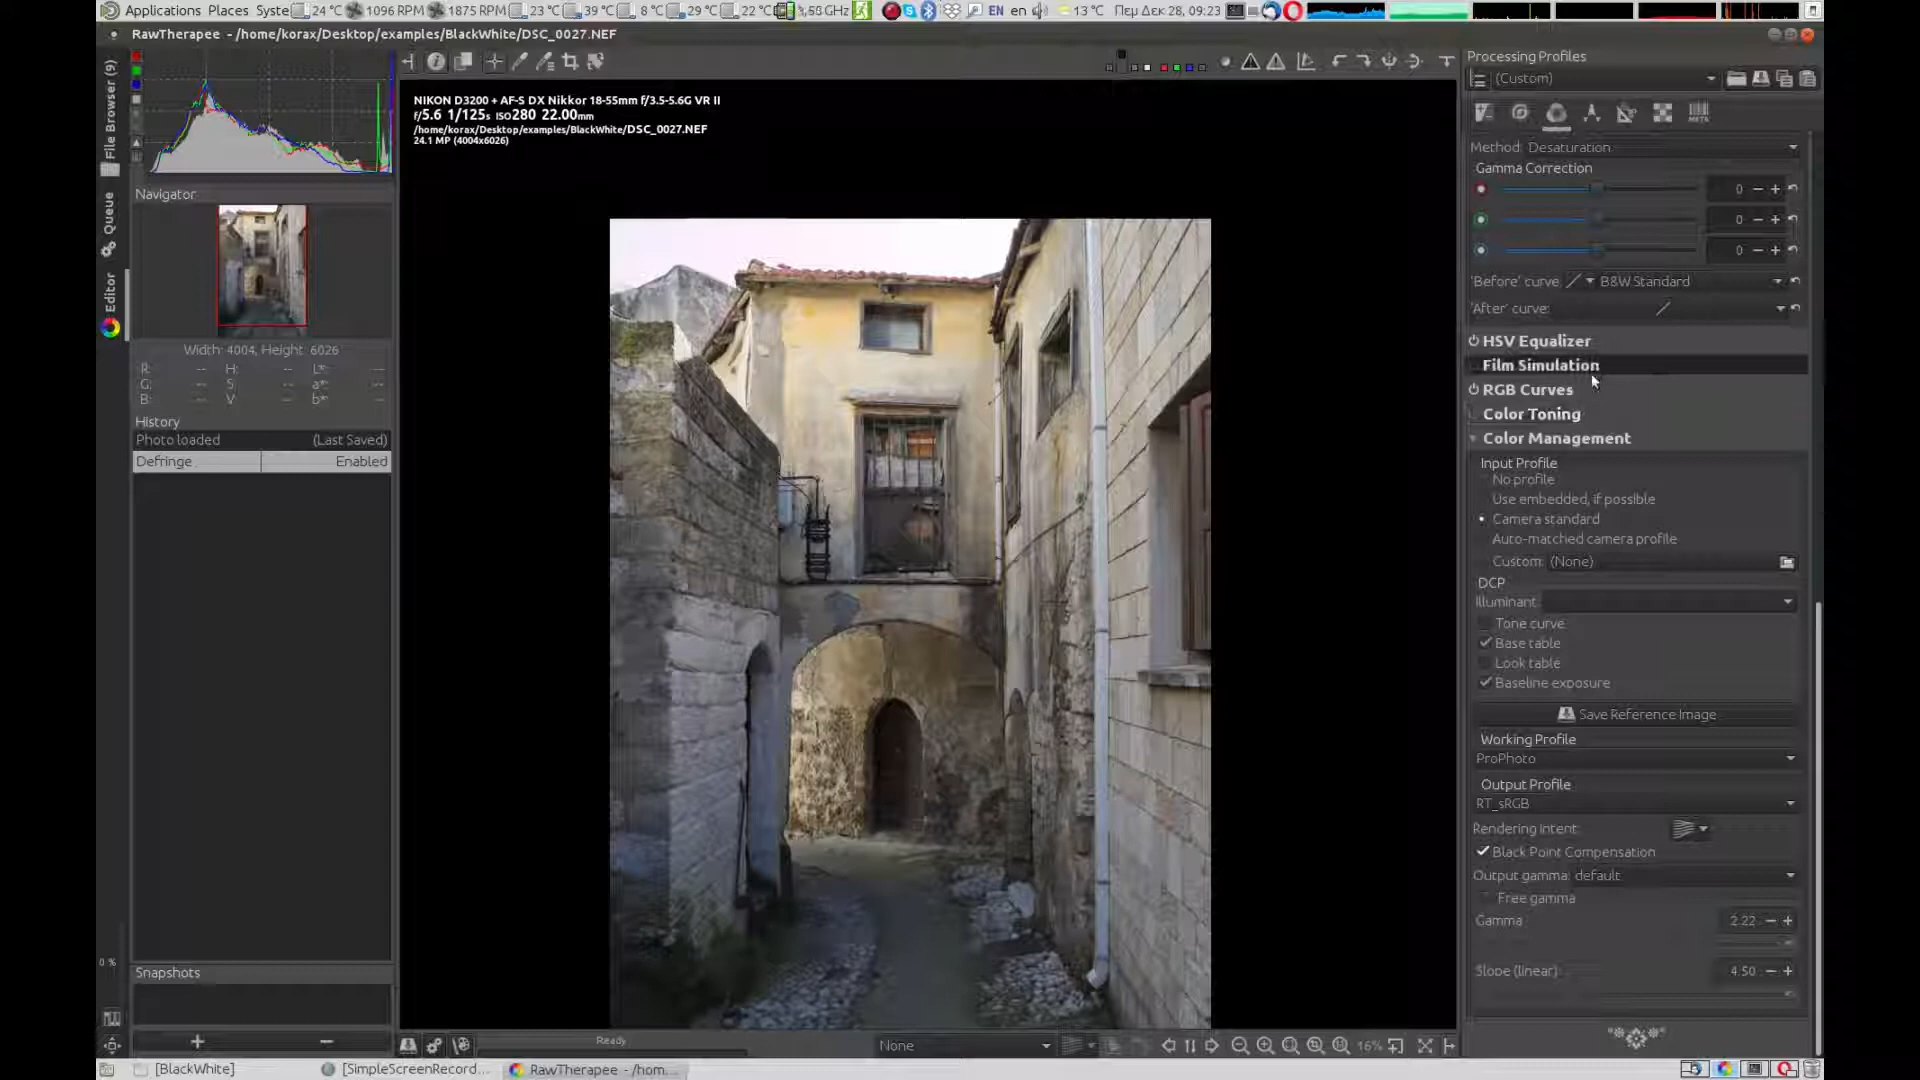 Applications Places Syste 24 °C 1096 RPM 1875 RPM 23 °C 39 °C 8 °C 29 °C 22 °C GHz EN en 13 °C Πεμ Δεκ 28, 09:23
RawTherapee - /home/korax/Desktop/examples/BlackWhite/DSC_0027.NEF
File Browser (9)
Queue
Editor
Navigator
Width: 4004, Height: 6026
R: -- H: -- L*: --
G: -- S: -- a*: --
B: -- V: -- b*: --
History
Photo loaded (Last Saved)
Defringe Enabled
0 %
Snapshots
NIKON D3200 + AF-S DX Nikkor 18-55mm f/3.5-5.6G VR II
f/5.6 1/125s ISO280 22.00mm
/home/korax/Desktop/examples/BlackWhite/DSC_0027.NEF
24.1 MP (4004x6026)
Ready
None
16%
Processing Profiles
(Custom)
META
Method: Desaturation
Gamma Correction
0
0
0
'Before' curve: B&W Standard
'After' curve:
HSV Equalizer
Film Simulation
RGB Curves
Color Toning
Color Management
Input Profile
No profile
Use embedded, if possible
Camera standard
Auto-matched camera profile
Custom: (None)
DCP
Illuminant:
Tone curve
Base table
Look table
Baseline exposure
Save Reference Image
Working Profile
ProPhoto
Output Profile
RT_sRGB
Rendering Intent:
Black Point Compensation
Output gamma: default
Free gamma
Gamma 2.22
Slope (linear) 4.50
[BlackWhite] [SimpleScreenRecord... RawTherapee - /hom...